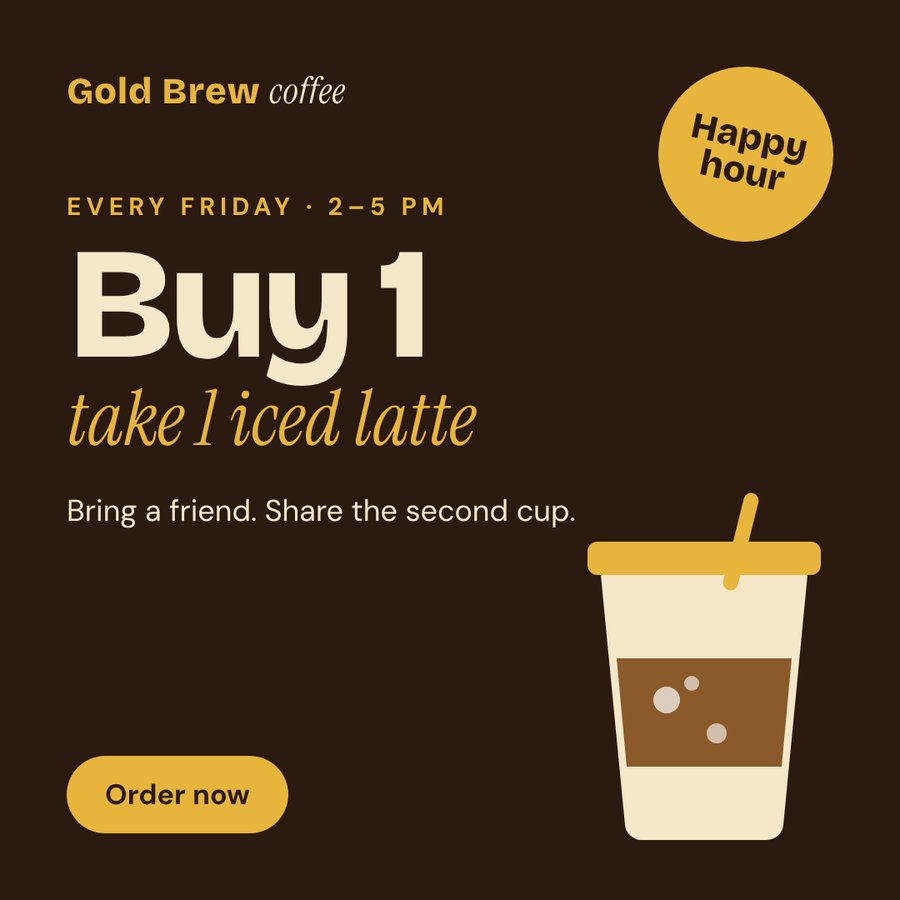 Gold Brew coffee
Happy
hour
EVERY FRIDAY · 2–5 PM
Buy 1
take 1 iced latte
Bring a friend. Share the second cup.
Order now